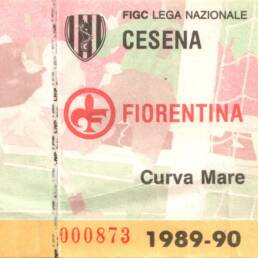 FIGC LEGA NAZIONALE
CESENA
FIORENTINA
Curva Mare
000873 1989-90